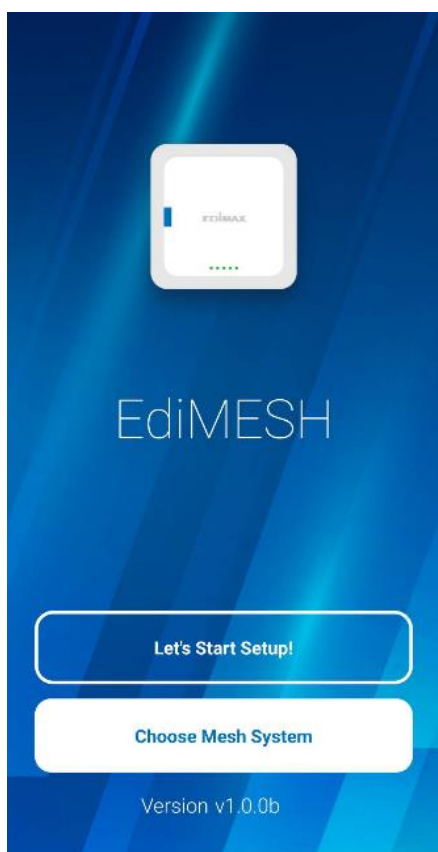 EDIMAX
EdiMESH
Let's Start Setup!
Choose Mesh System
Version v1.0.0b